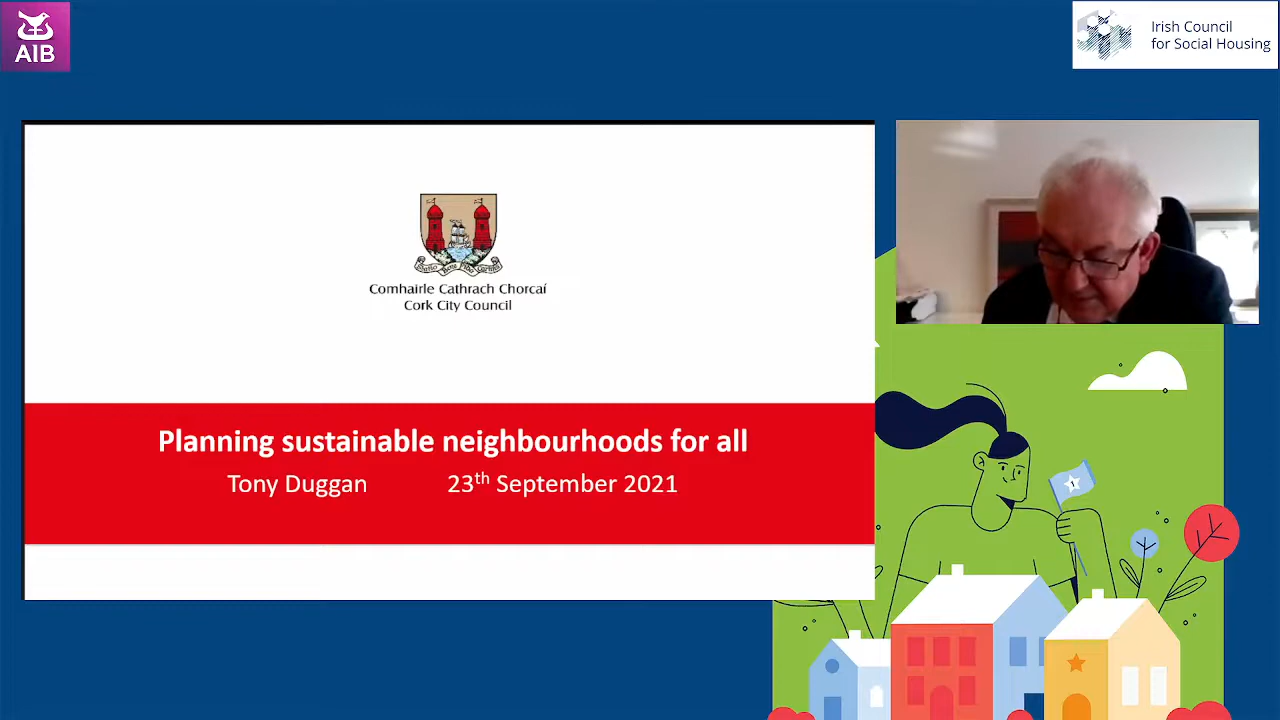 AIB
Irish Council
for Social Housing
Comhairle Cathrach Chorcaí
Cork City Council
Planning sustainable neighbourhoods for all
Tony Duggan 23th September 2021
1